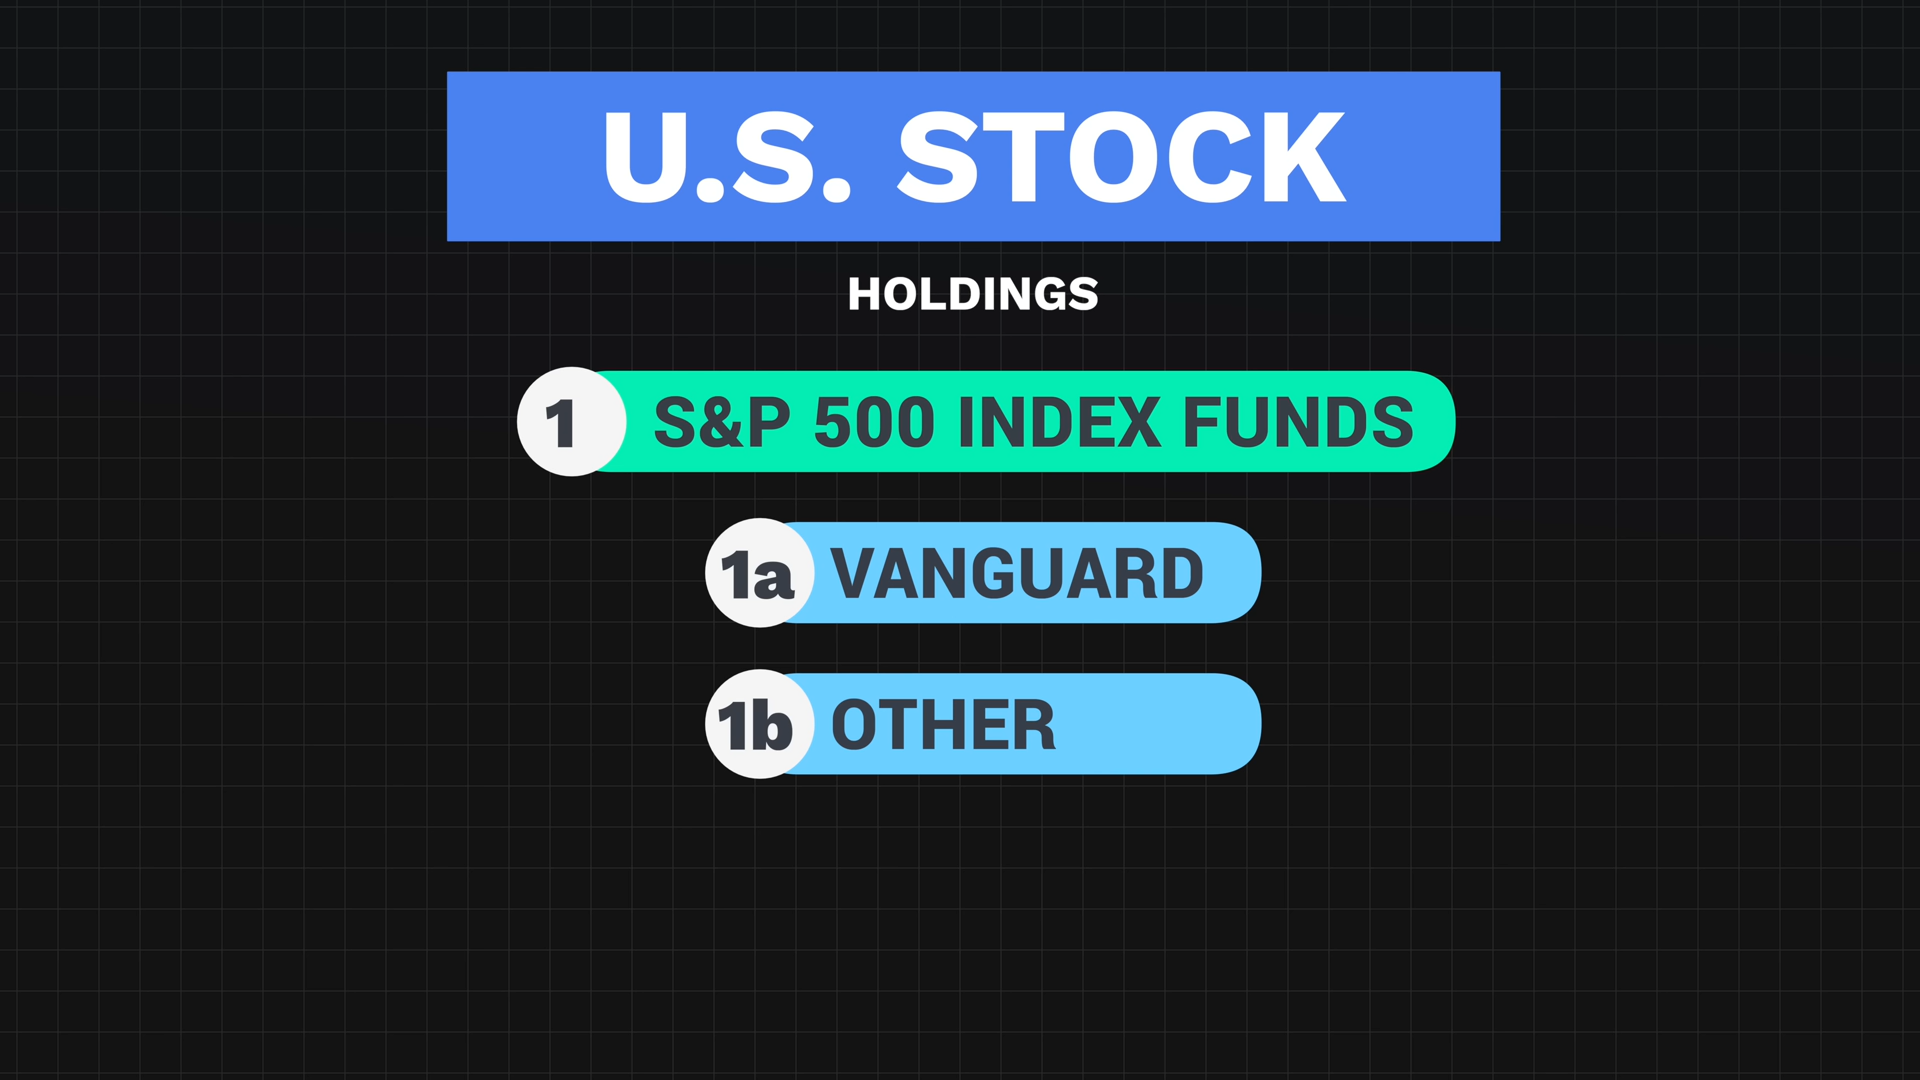 U.S. STOCK
HOLDINGS
1 S&P 500 INDEX FUNDS
1a VANGUARD
1b OTHER